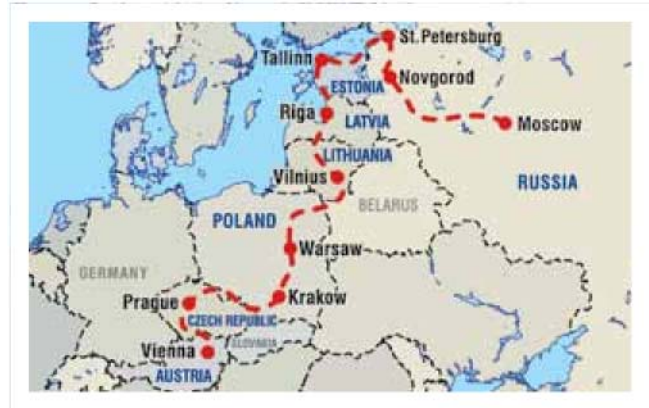 St. Petersburg
Tallinn
Novgorod
ESTONIA
Riga
LATVIA
Moscow
LITHUANIA
Vilnius
RUSSIA
BELARUS
POLAND
Warsaw
GERMANY
Krakow
Prague
CZECH REPUBLIC
SLOVAKIA
Vienna
AUSTRIA